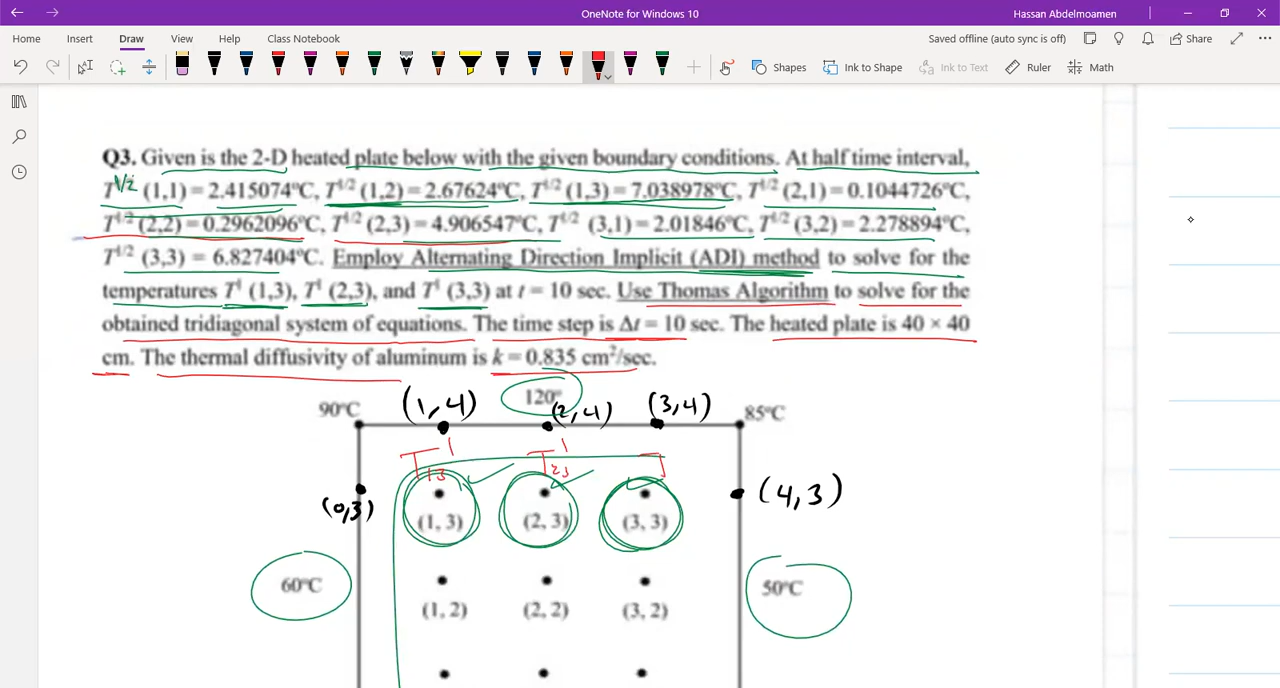 OneNote for Windows 10
Hassan Abdelmoamen
Home Insert Draw View Help Class Notebook
Saved offline (auto sync is off) Share
Shapes Ink to Shape Ink to Text Ruler Math
Q3. Given is the 2-D heated plate below with the given boundary conditions. At half time interval,
T^1/2 (1,1) = 2.415074°C, T^1/2 (1,2) = 2.67624°C, T^1/2 (1,3) = 7.038978°C, T^1/2 (2,1) = 0.1044726°C,
T^1/2 (2,2) = 0.2962096°C, T^1/2 (2,3) = 4.906547°C, T^1/2 (3,1) = 2.01846°C, T^1/2 (3,2) = 2.278894°C,
T^1/2 (3,3) = 6.827404°C. Employ Alternating Direction Implicit (ADI) method to solve for the
temperatures T^1 (1,3), T^1 (2,3), and T^1 (3,3) at t = 10 sec. Use Thomas Algorithm to solve for the
obtained tridiagonal system of equations. The time step is Δt = 10 sec. The heated plate is 40 × 40
cm. The thermal diffusivity of aluminum is k = 0.835 cm²/sec.
90°C (1,4) 120° (2,4) (3,4) 85°C
T^1 13 T^1 23
(0,3) (4,3)
(1, 3) (2, 3) (3, 3)
60°C 50°C
(1, 2) (2, 2) (3, 2)